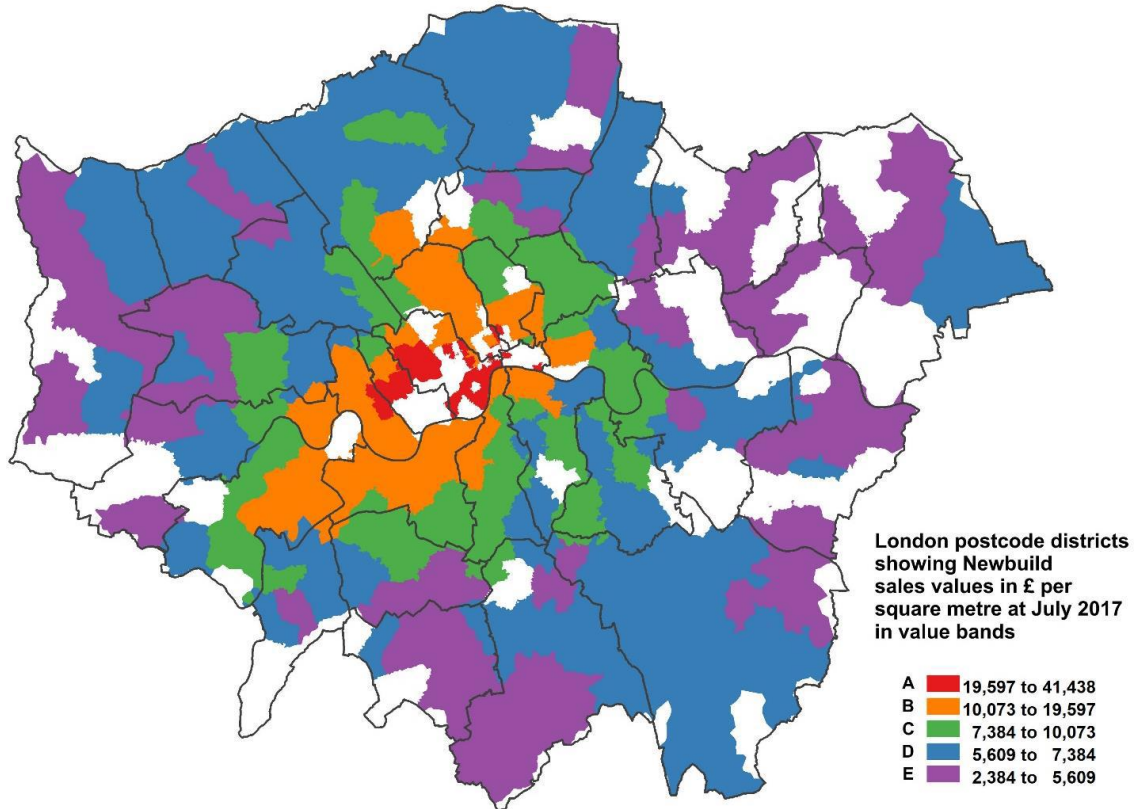 London postcode districts
showing Newbuild
sales values in £ per
square metre at July 2017
in value bands
A 19,597 to 41,438
B 10,073 to 19,597
C 7,384 to 10,073
D 5,609 to 7,384
E 2,384 to 5,609